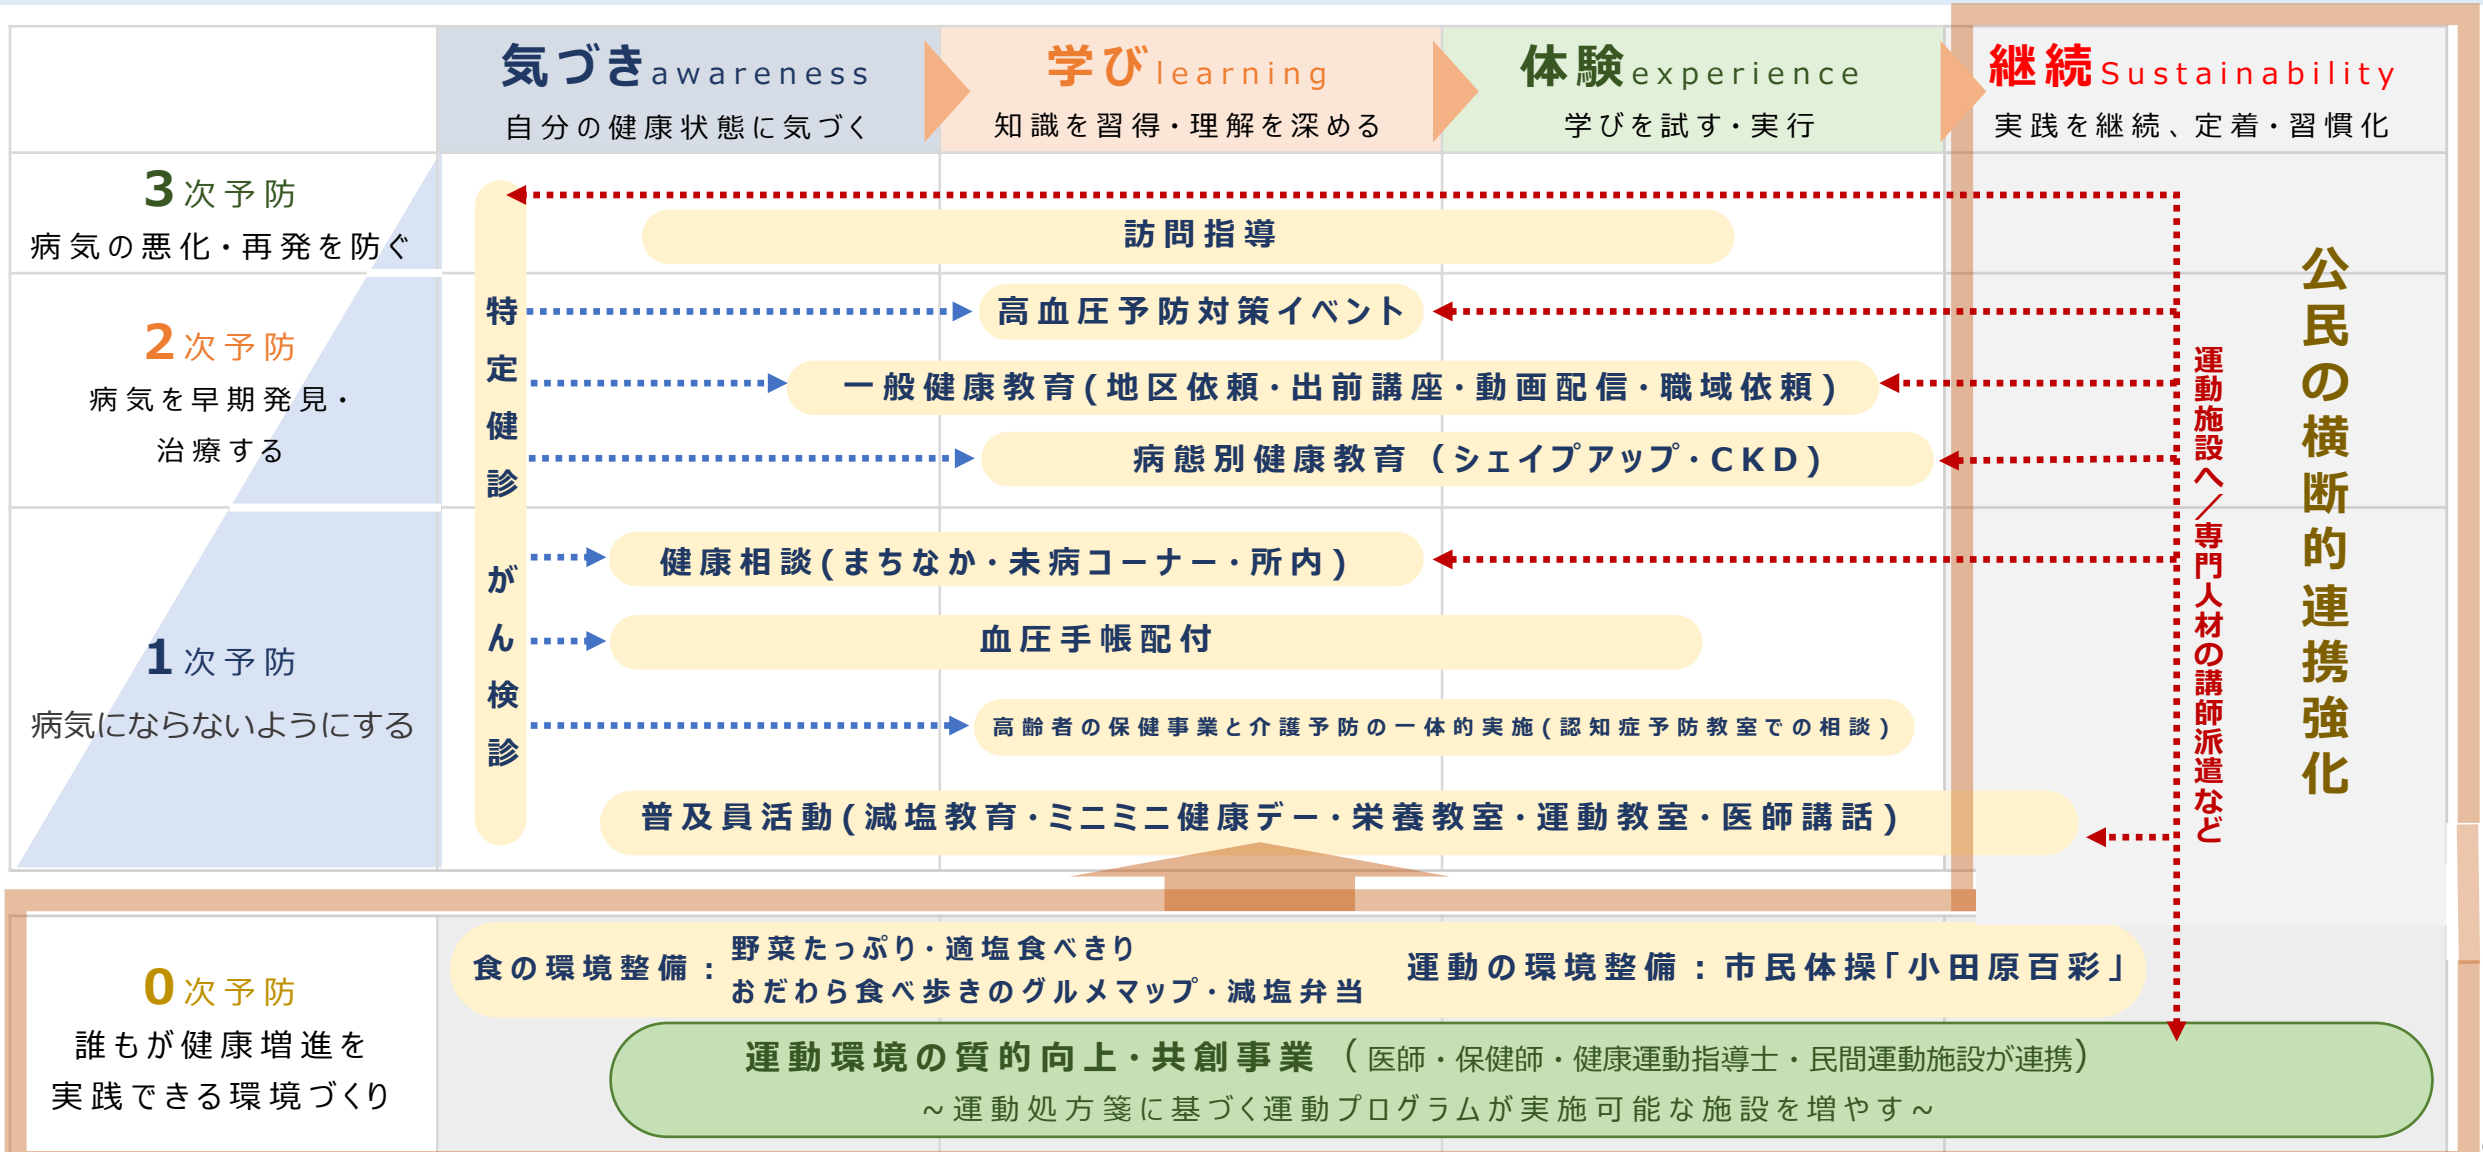 気づきawareness
自分の健康状態に気づく
学びlearning
知識を習得・理解を深める
体験experience
学びを試す・実行
継続Sustainability
実践を継続、定着・習慣化
3次予防
病気の悪化・再発を防ぐ
2次予防
病気を早期発見・
治療する
1次予防
病気にならないようにする
特定健診 がん検診
訪問指導
高血圧予防対策イベント
一般健康教育(地区依頼・出前講座・動画配信・職域依頼)
病態別健康教育（シェイプアップ・CKD）
健康相談(まちなか・未病コーナー・所内)
血圧手帳配付
高齢者の保健事業と介護予防の一体的実施(認知症予防教室での相談)
普及員活動(減塩教育・ミニミニ健康デー・栄養教室・運動教室・医師講話)
運動施設へ／専門人材の講師派遣など
公民の横断的連携強化
0次予防
誰もが健康増進を
実践できる環境づくり
食の環境整備：
野菜たっぷり・適塩食べきり
おだわら食べ歩きのグルメマップ・減塩弁当
運動の環境整備：市民体操「小田原百彩」
運動環境の質的向上・共創事業（医師・保健師・健康運動指導士・民間運動施設が連携）
~運動処方箋に基づく運動プログラムが実施可能な施設を増やす~